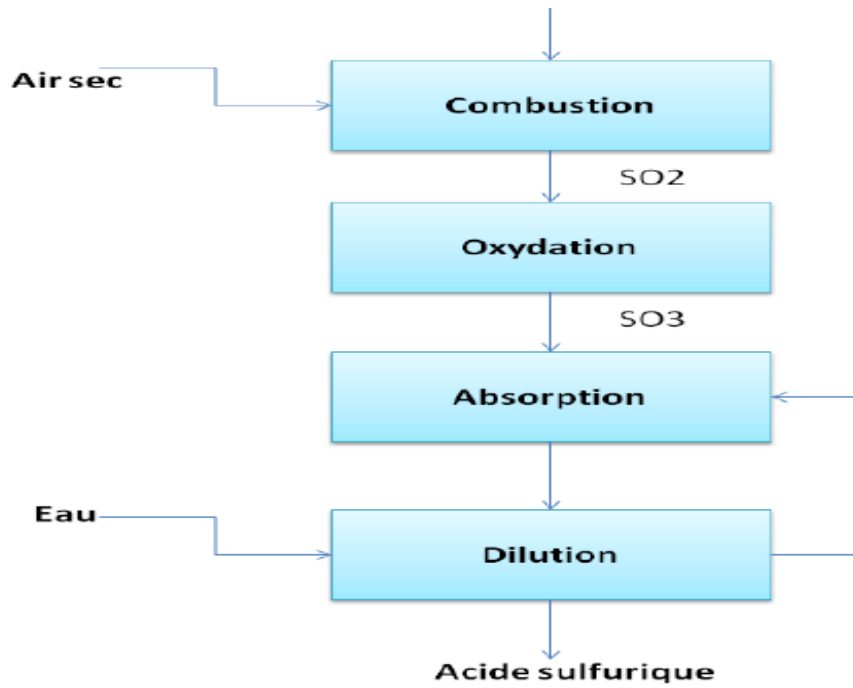 Air sec
Combustion
SO2
Oxydation
SO3
Absorption
Eau
Dilution
Acide sulfurique